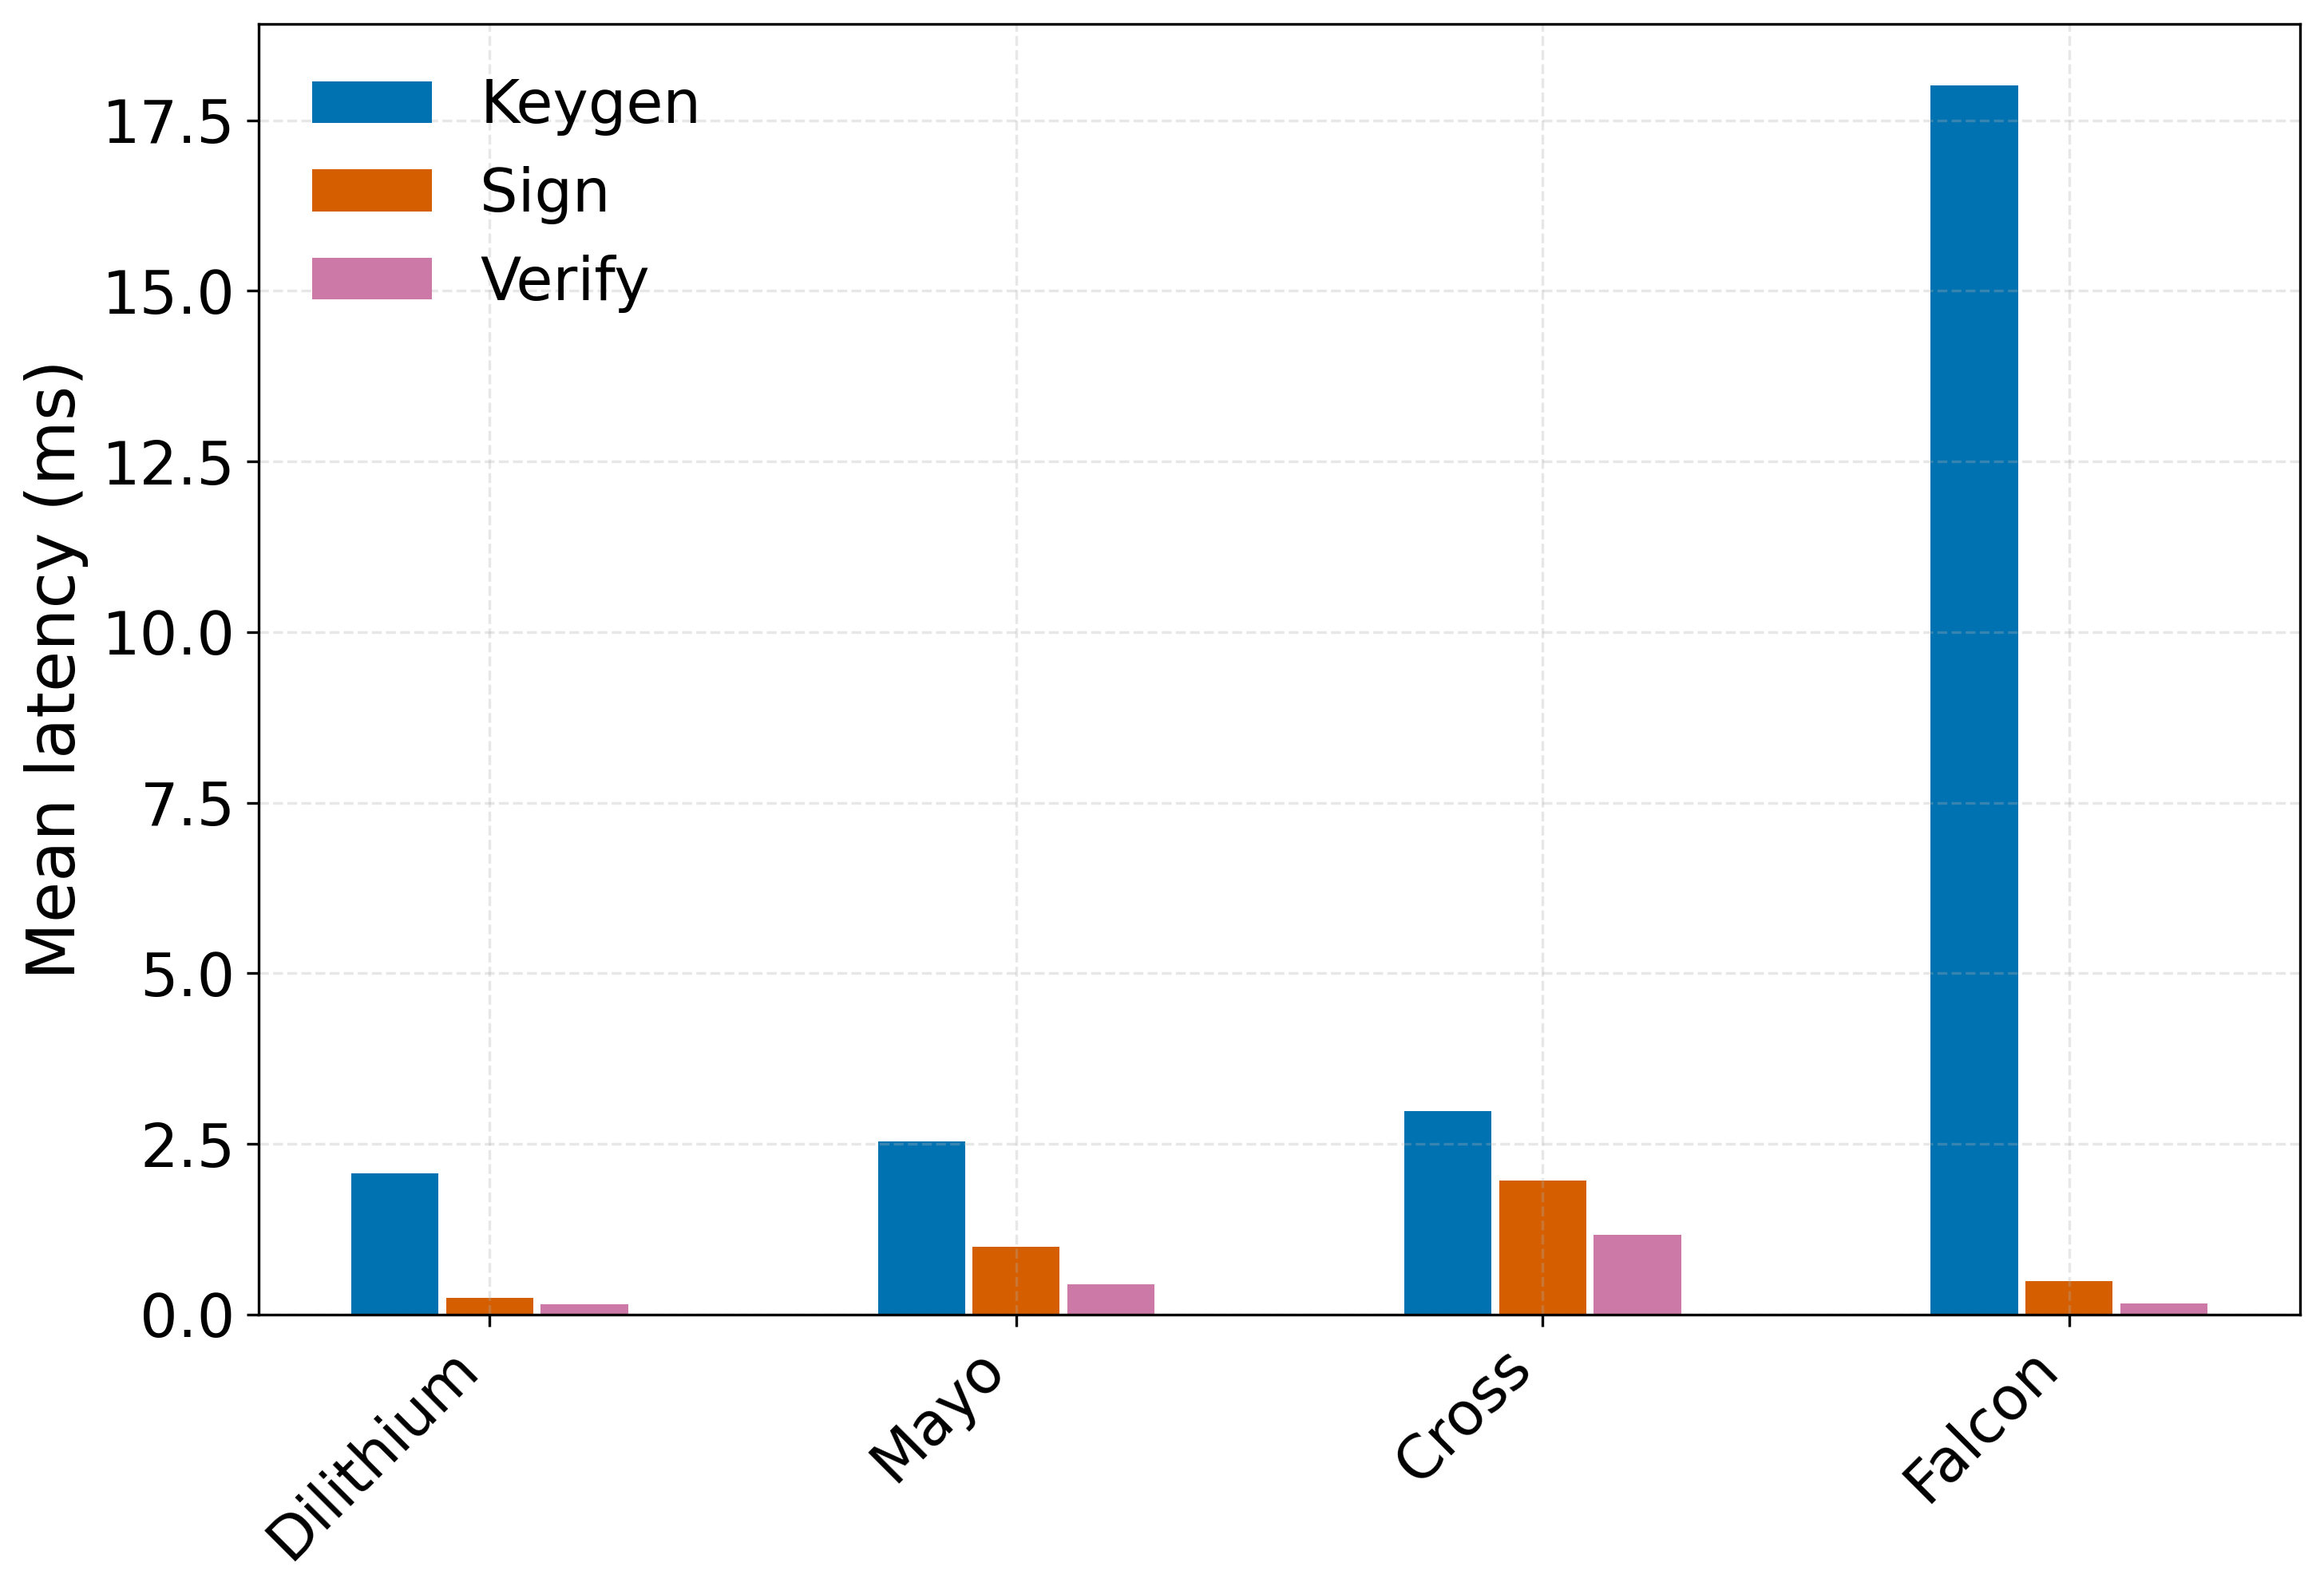 Keygen
Sign
Verify
Mean latency (ms)
17.5
15.0
12.5
10.0
7.5
5.0
2.5
0.0
Dilithium
Mayo
Cross
Falcon